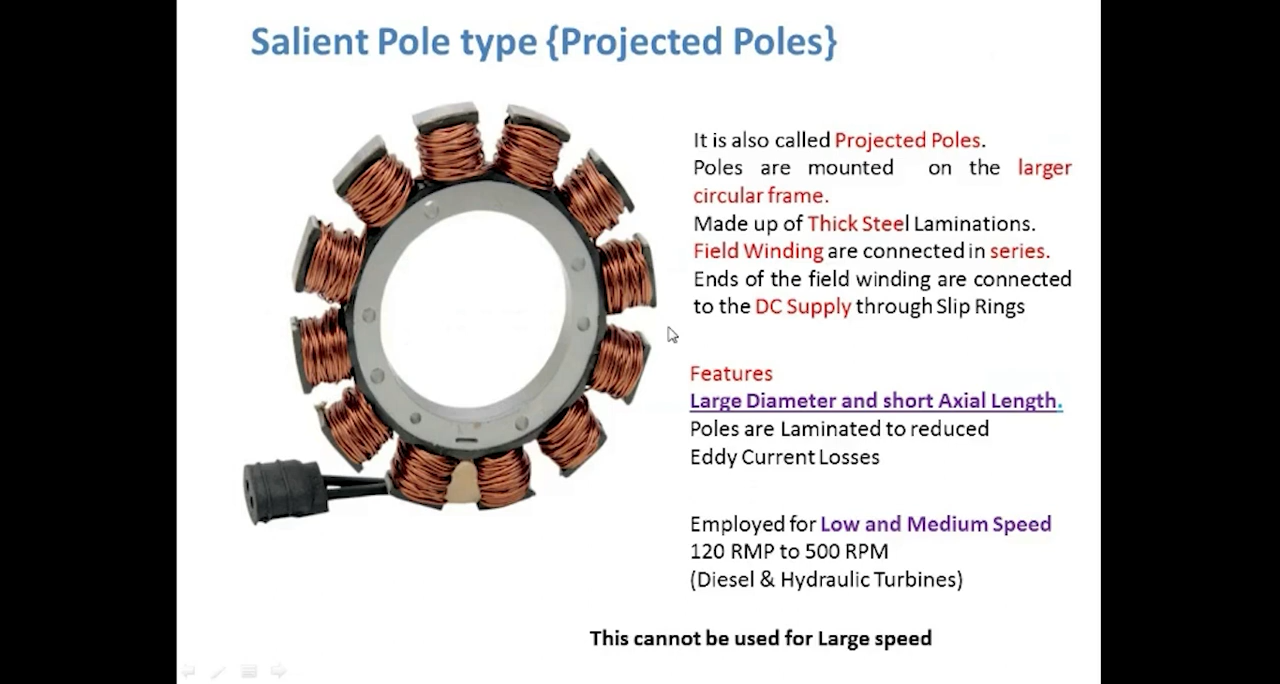 Salient Pole type {Projected Poles}
It is also called Projected Poles.
Poles are mounted on the larger
circular frame.
Made up of Thick Steel Laminations.
Field Winding are connected in series.
Ends of the field winding are connected
to the DC Supply through Slip Rings
Features
Large Diameter and short Axial Length.
Poles are Laminated to reduced
Eddy Current Losses
Employed for Low and Medium Speed
120 RMP to 500 RPM
(Diesel & Hydraulic Turbines)
This cannot be used for Large speed